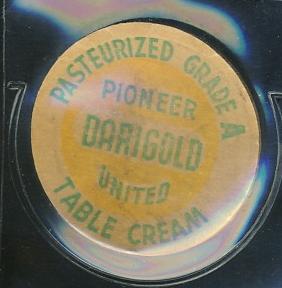 PASTEURIZED GRADE A
PIONEER
DARIGOLD
UNITED
TABLE CREAM